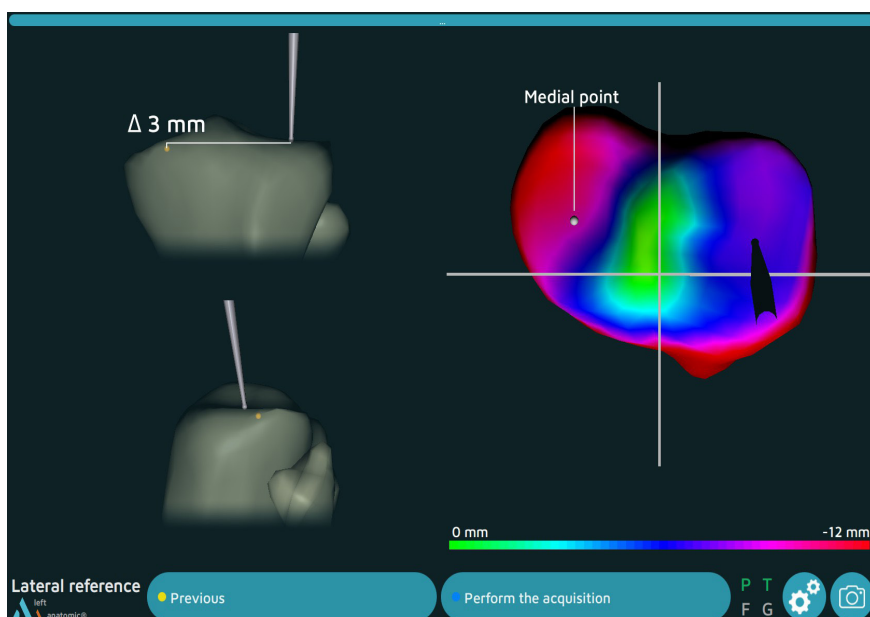 ...
Δ 3 mm
Medial point
0 mm
-12 mm
Lateral reference
left
anatomic®
Previous
Perform the acquisition
P T
F G